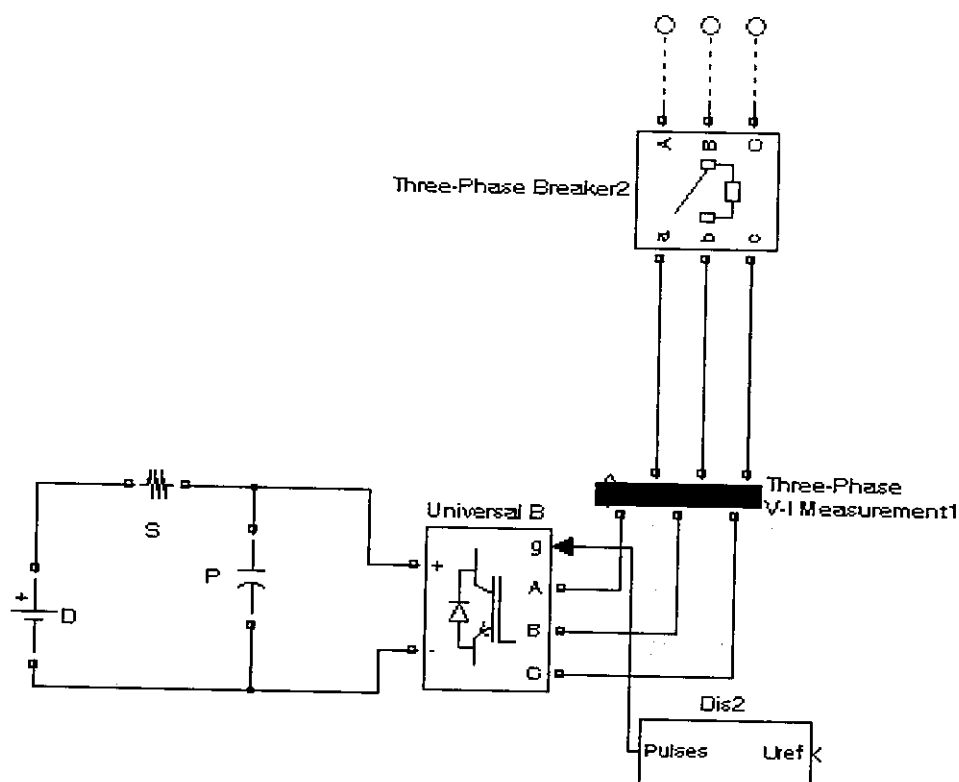 A B C
Three-Phase Breaker2
a b c
Three-Phase
V-I Measurement1
S
Universal B
g
P
+
A
+
D
B
-
C
Dis2
Pulses Uref